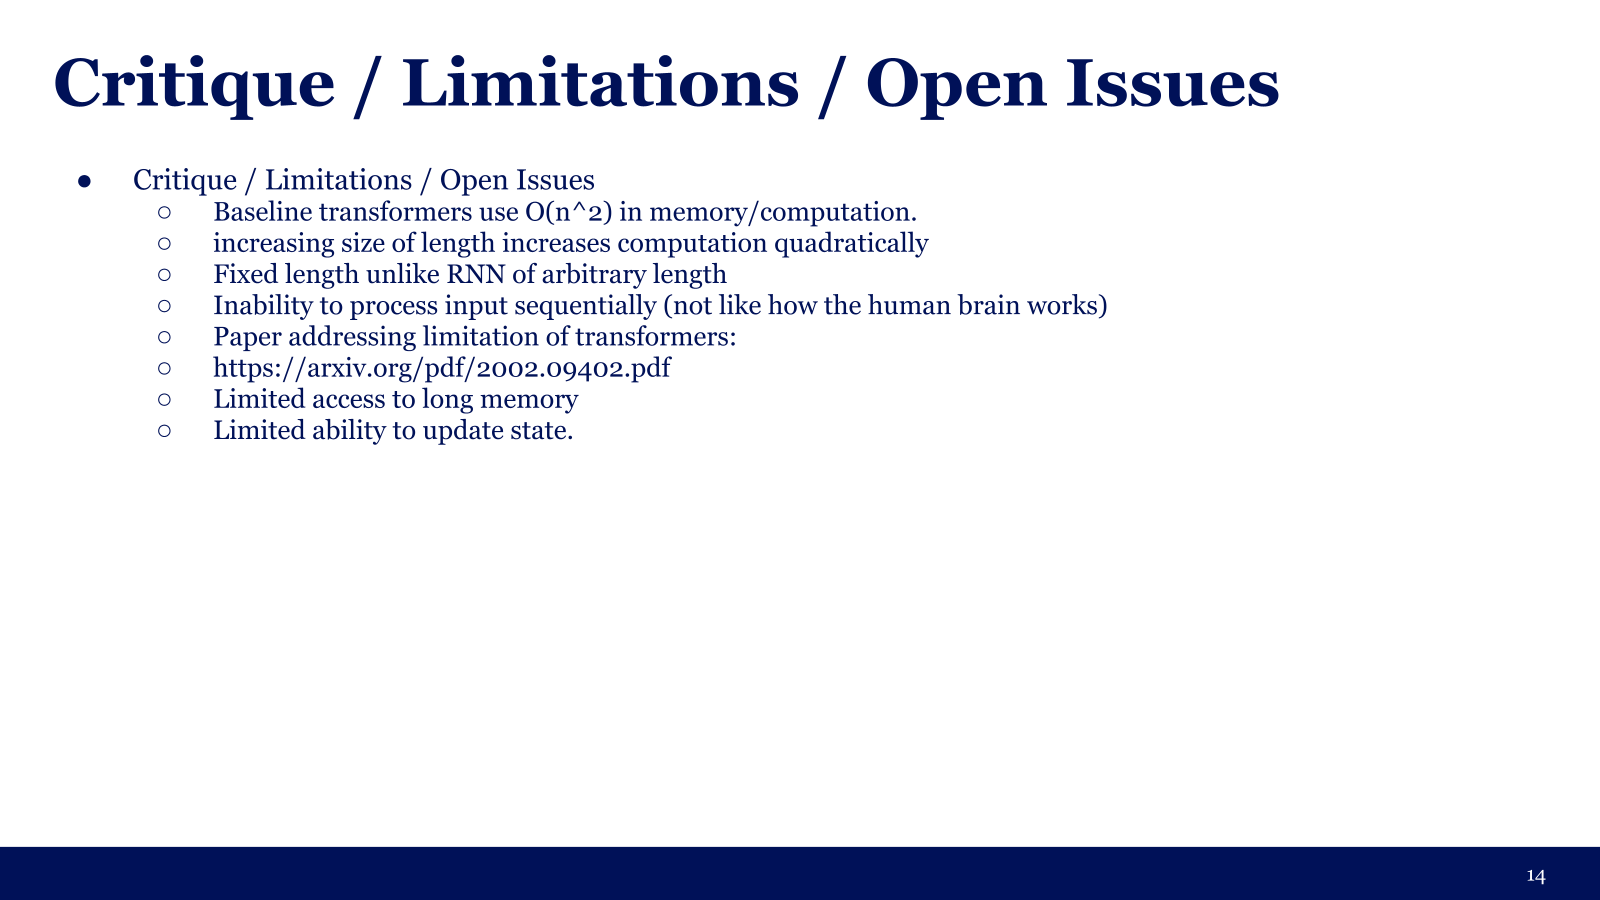 Critique / Limitations / Open Issues
● Critique / Limitations / Open Issues
○ Baseline transformers use O(n^2) in memory/computation.
○ increasing size of length increases computation quadratically
○ Fixed length unlike RNN of arbitrary length
○ Inability to process input sequentially (not like how the human brain works)
○ Paper addressing limitation of transformers:
○ https://arxiv.org/pdf/2002.09402.pdf
○ Limited access to long memory
○ Limited ability to update state.
14